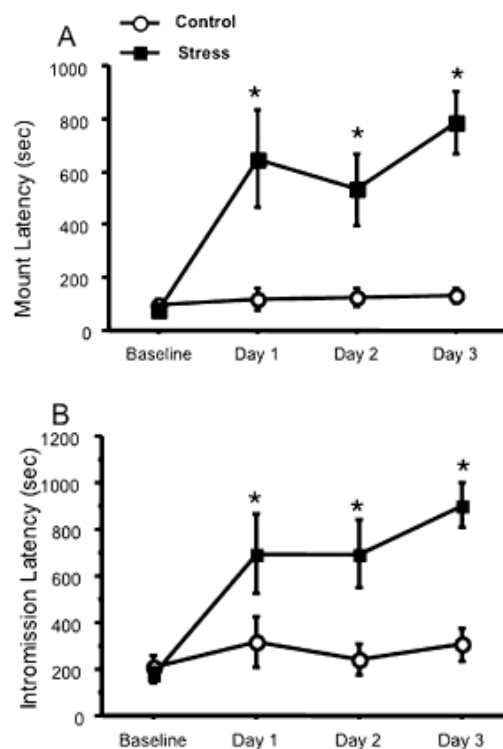 Control
Stress
A
Mount Latency (sec)
1000
800
600
400
200
0
* * *
Baseline Day 1 Day 2 Day 3
B
Intromission Latency (sec)
1200
1000
800
600
400
200
0
* * *
Baseline Day 1 Day 2 Day 3